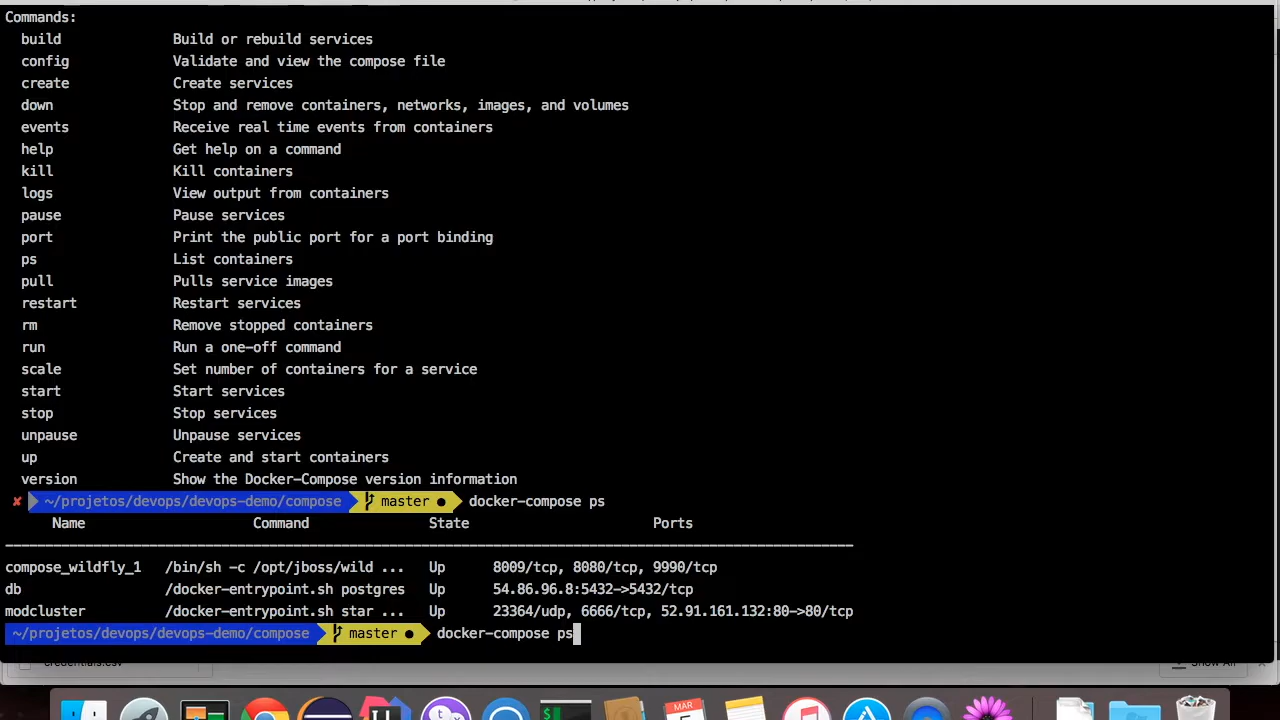 Commands:
build Build or rebuild services
config Validate and view the compose file
create Create services
down Stop and remove containers, networks, images, and volumes
events Receive real time events from containers
help Get help on a command
kill Kill containers
logs View output from containers
pause Pause services
port Print the public port for a port binding
ps List containers
pull Pulls service images
restart Restart services
rm Remove stopped containers
run Run a one-off command
scale Set number of containers for a service
start Start services
stop Stop services
unpause Unpause services
up Create and start containers
version Show the Docker-Compose version information
✘ ~/projetos/devops/devops-demo/compose master ● docker-compose ps
Name Command State Ports
compose_wildfly_1 /bin/sh -c /opt/jboss/wild ... Up 8009/tcp, 8080/tcp, 9990/tcp
db /docker-entrypoint.sh postgres Up 54.86.96.8:5432->5432/tcp
modcluster /docker-entrypoint.sh star ... Up 23364/udp, 6666/tcp, 52.91.161.132:80->80/tcp
~/projetos/devops/devops-demo/compose master ● docker-compose ps
credentials.csv Show All
MAR